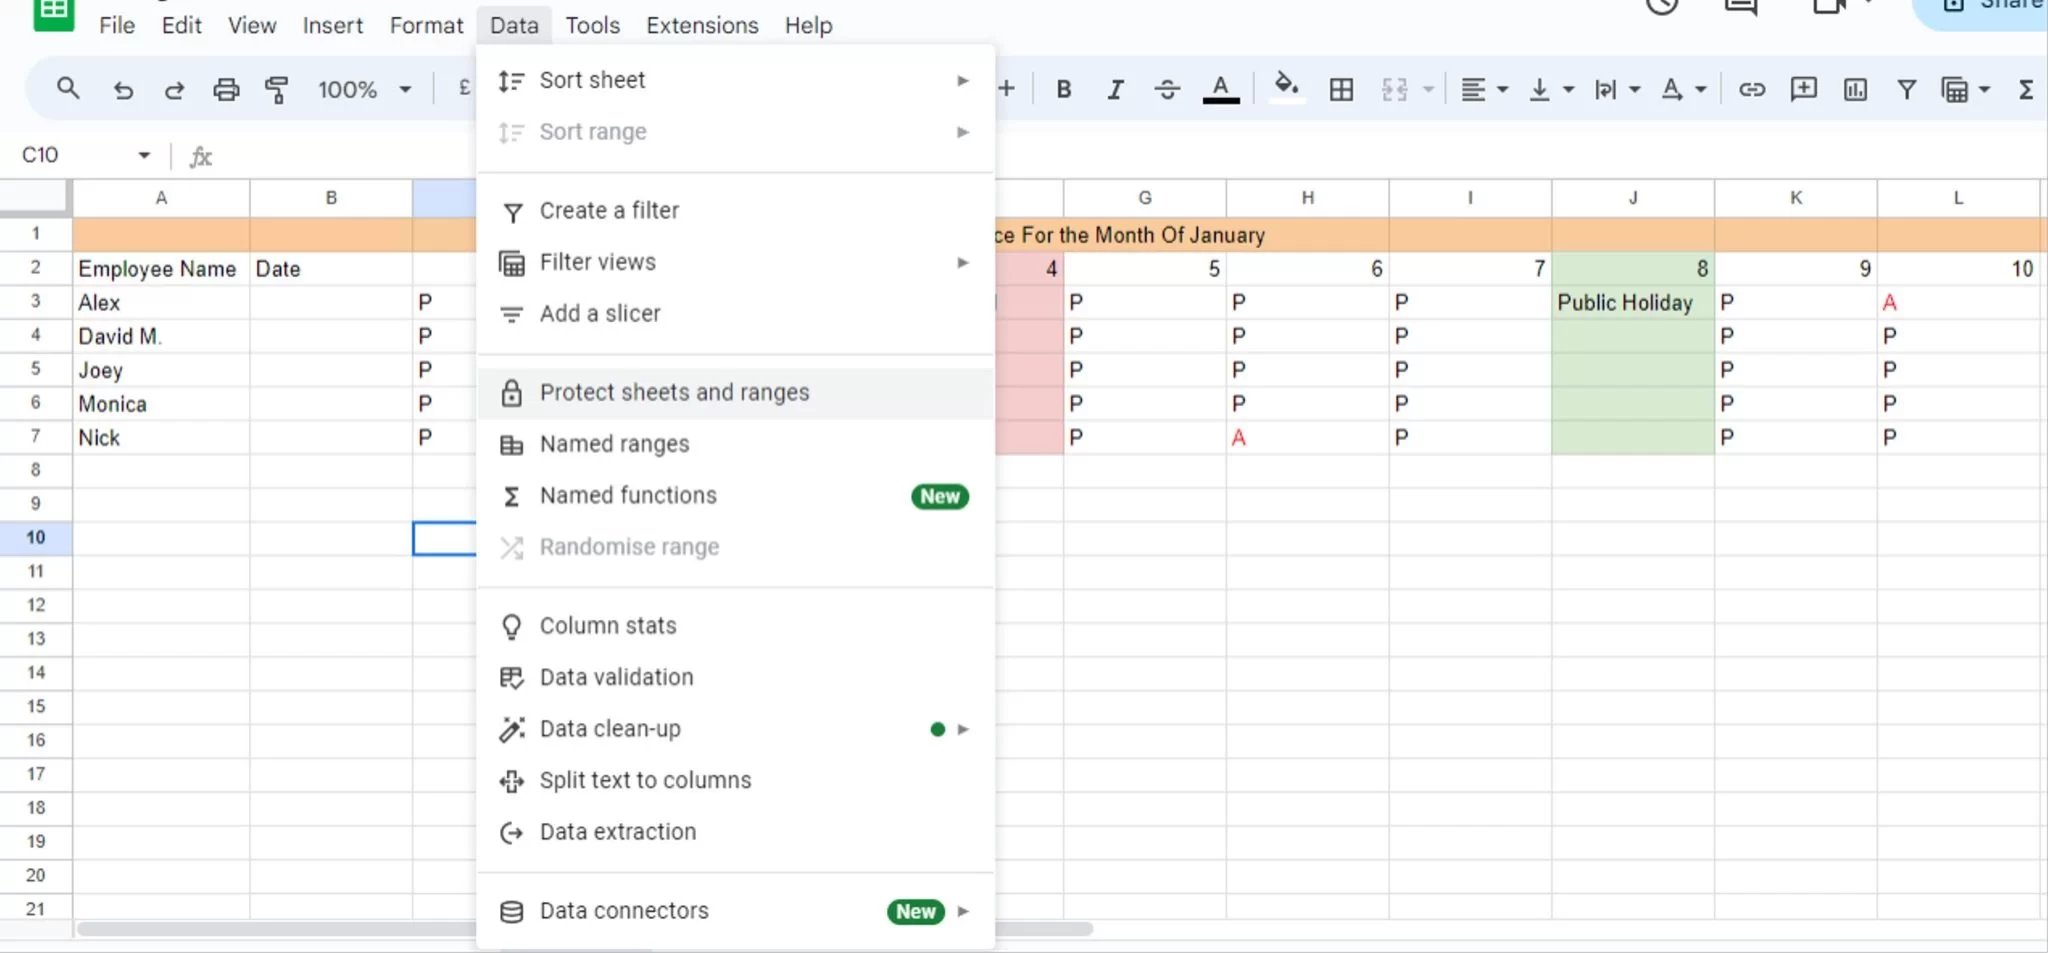 Share
File Edit View Insert Format Data Tools Extensions Help
100% £ B I A Σ
C10 fx
A B G H I J K L
1 ce For the Month Of January
2 Employee Name Date 4 5 6 7 8 9 10
3 Alex P P P P Public Holiday P A
4 David M. P P P P P P
5 Joey P P P P P P
6 Monica P P P P P P
7 Nick P P A P P P
8
9
10
11
12
13
14
15
16
17
18
19
20
21
Sort sheet
Sort range
Create a filter
Filter views
Add a slicer
Protect sheets and ranges
Named ranges
Named functions New
Randomise range
Column stats
Data validation
Data clean-up
Split text to columns
Data extraction
Data connectors New